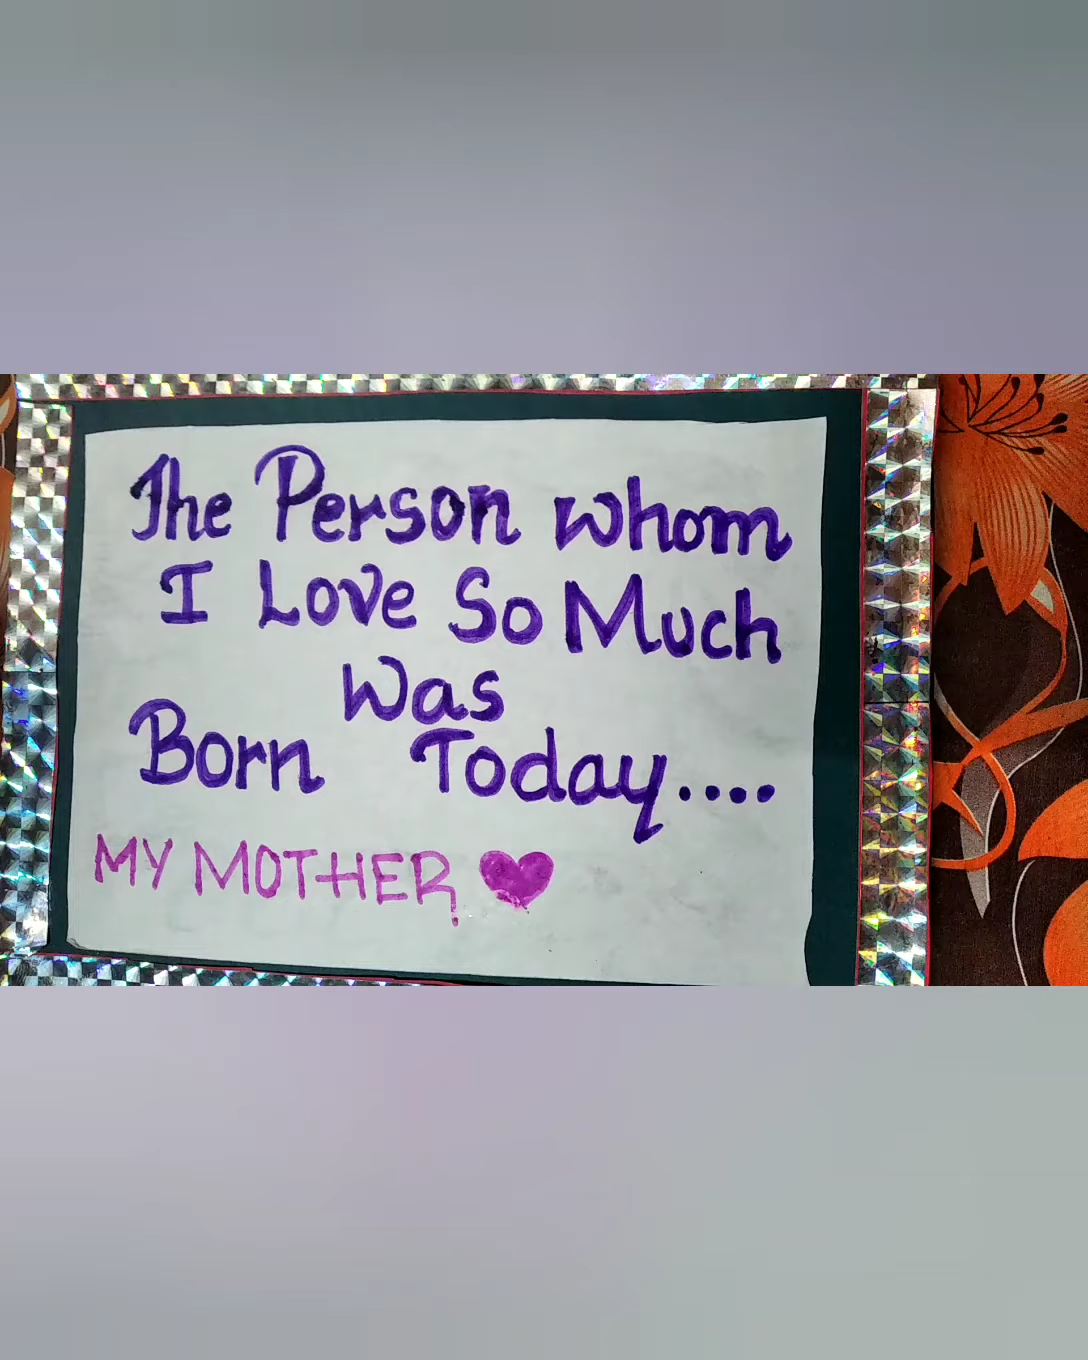 The Person whom
I Love So Much
Was
Born Today....
MY MOTHER ♥